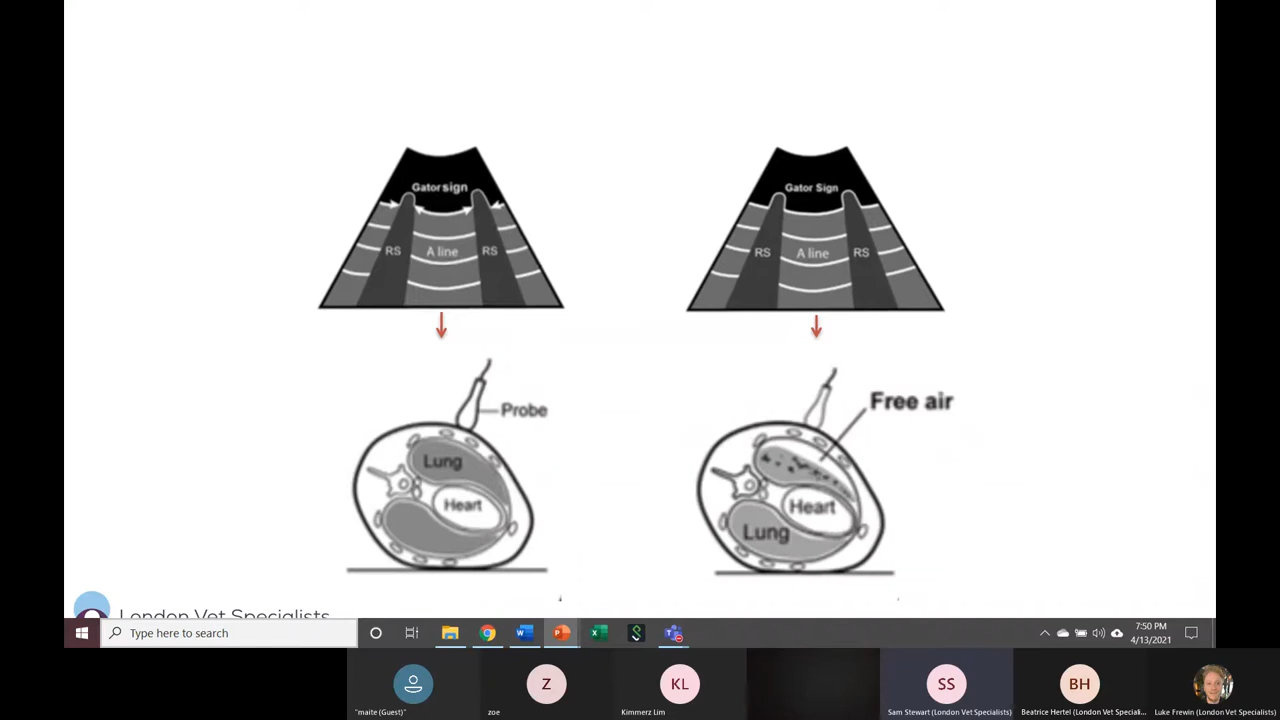 Gator sign
RS
A line
RS
Gator Sign
RS
A line
RS
Probe
Lung
Heart
Free air
Heart
Lung
London Vet Specialists
Type here to search
7:50 PM
4/13/2021
Z
KL
SS
BH
"maite (Guest)"
zoe
Kimmerz Lim
Sam Stewart (London Vet Specialists)
Beatrice Hertel (London Vet Speciali...
Luke Frewin (London Vet Specialists)